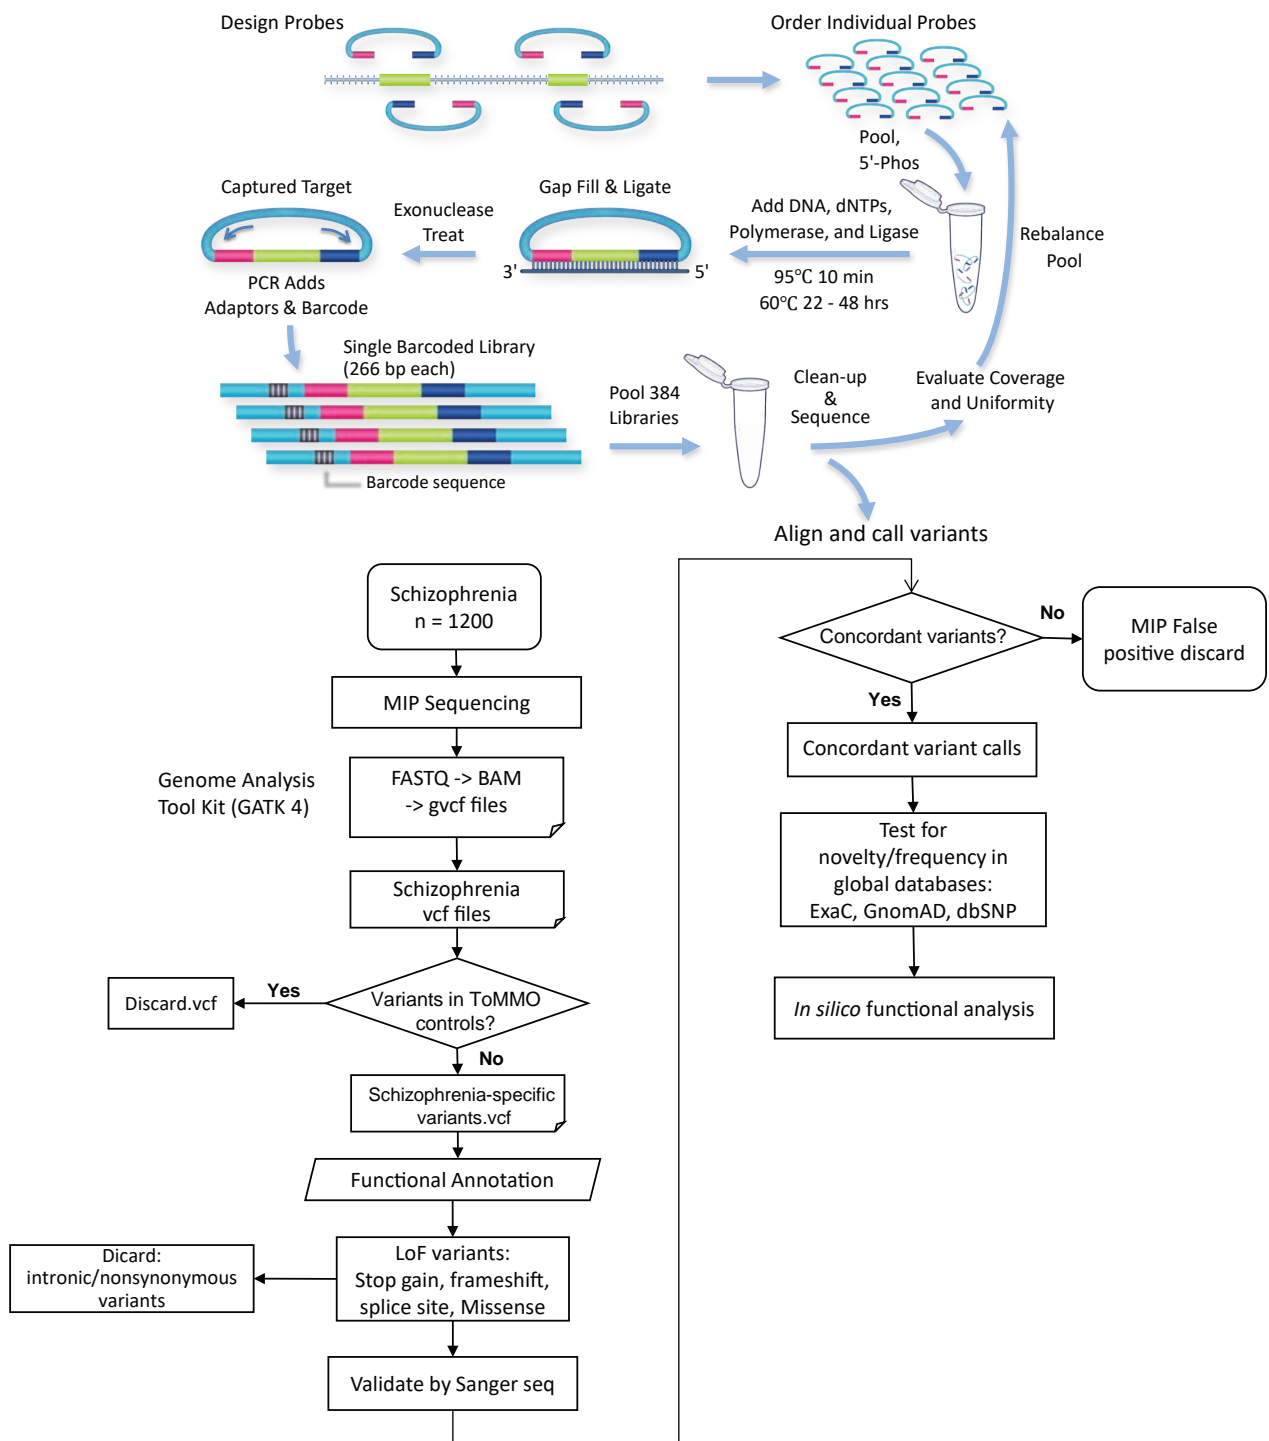 Design Probes
Order Individual Probes
Pool,
5'-Phos
Captured Target
Gap Fill & Ligate
Exonuclease
Treat
Add DNA, dNTPs,
Polymerase, and Ligase
95°C 10 min
60°C 22 - 48 hrs
Rebalance
Pool
3'
5'
PCR Adds
Adaptors & Barcode
Single Barcoded Library
(266 bp each)
Pool 384
Libraries
Clean-up
&
Sequence
Evaluate Coverage
and Uniformity
Barcode sequence
Align and call variants
Schizophrenia
n = 1200
MIP Sequencing
Genome Analysis
Tool Kit (GATK 4)
FASTQ -> BAM
-> gvcf files
Schizophrenia
vcf files
Variants in ToMMO
controls?
Yes
Discard.vcf
No
Schizophrenia-specific
variants.vcf
Functional Annotation
LoF variants:
Stop gain, frameshift,
splice site, Missense
Dicard:
intronic/nonsynonymous
variants
Validate by Sanger seq
Concordant variants?
No
MIP False
positive discard
Yes
Concordant variant calls
Test for
novelty/frequency in
global databases:
ExaC, GnomAD, dbSNP
In silico functional analysis